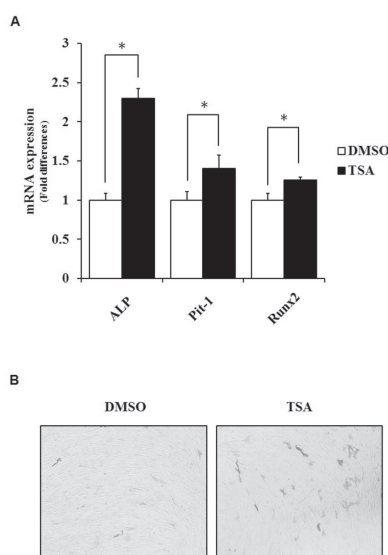 A
mRNA expression
(Fold differences)
3
2.5
2
1.5
1
0.5
0
*
*
*
DMSO
TSA
ALP
Pit-1
Runx2
B
DMSO
TSA